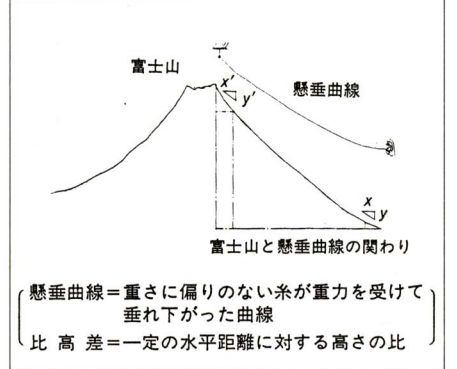 富士山
懸垂曲線
x′
y′
x
y
富士山と懸垂曲線の関わり
懸垂曲線=重さに偏りのない糸が重力を受けて
垂れ下がった曲線
比高差=一定の水平距離に対する高さの比